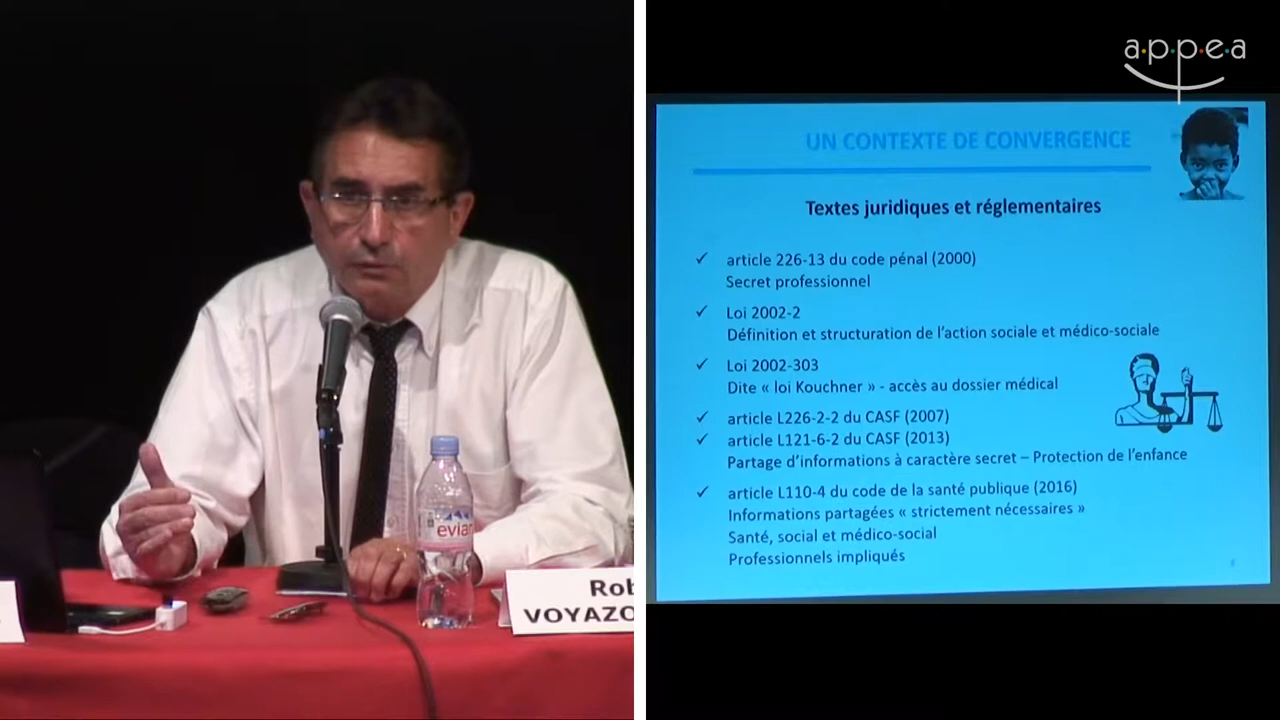 evian
Rob
VOYAZO
a.p.p.e.a
UN CONTEXTE DE CONVERGENCE
Textes juridiques et réglementaires
✓ article 226-13 du code pénal (2000)
Secret professionnel
✓ Loi 2002-2
Définition et structuration de l'action sociale et médico-sociale
✓ Loi 2002-303
Dite « loi Kouchner » - accès au dossier médical
✓ article L226-2-2 du CASF (2007)
✓ article L121-6-2 du CASF (2013)
Partage d'informations à caractère secret – Protection de l'enfance
✓ article L110-4 du code de la santé publique (2016)
Informations partagées « strictement nécessaires »
Santé, social et médico-social
Professionnels impliqués